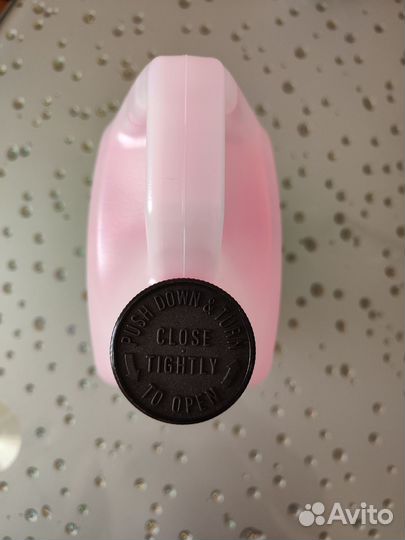 PUSH DOWN & TURN
CLOSE
TIGHTLY
TO OPEN
Avito